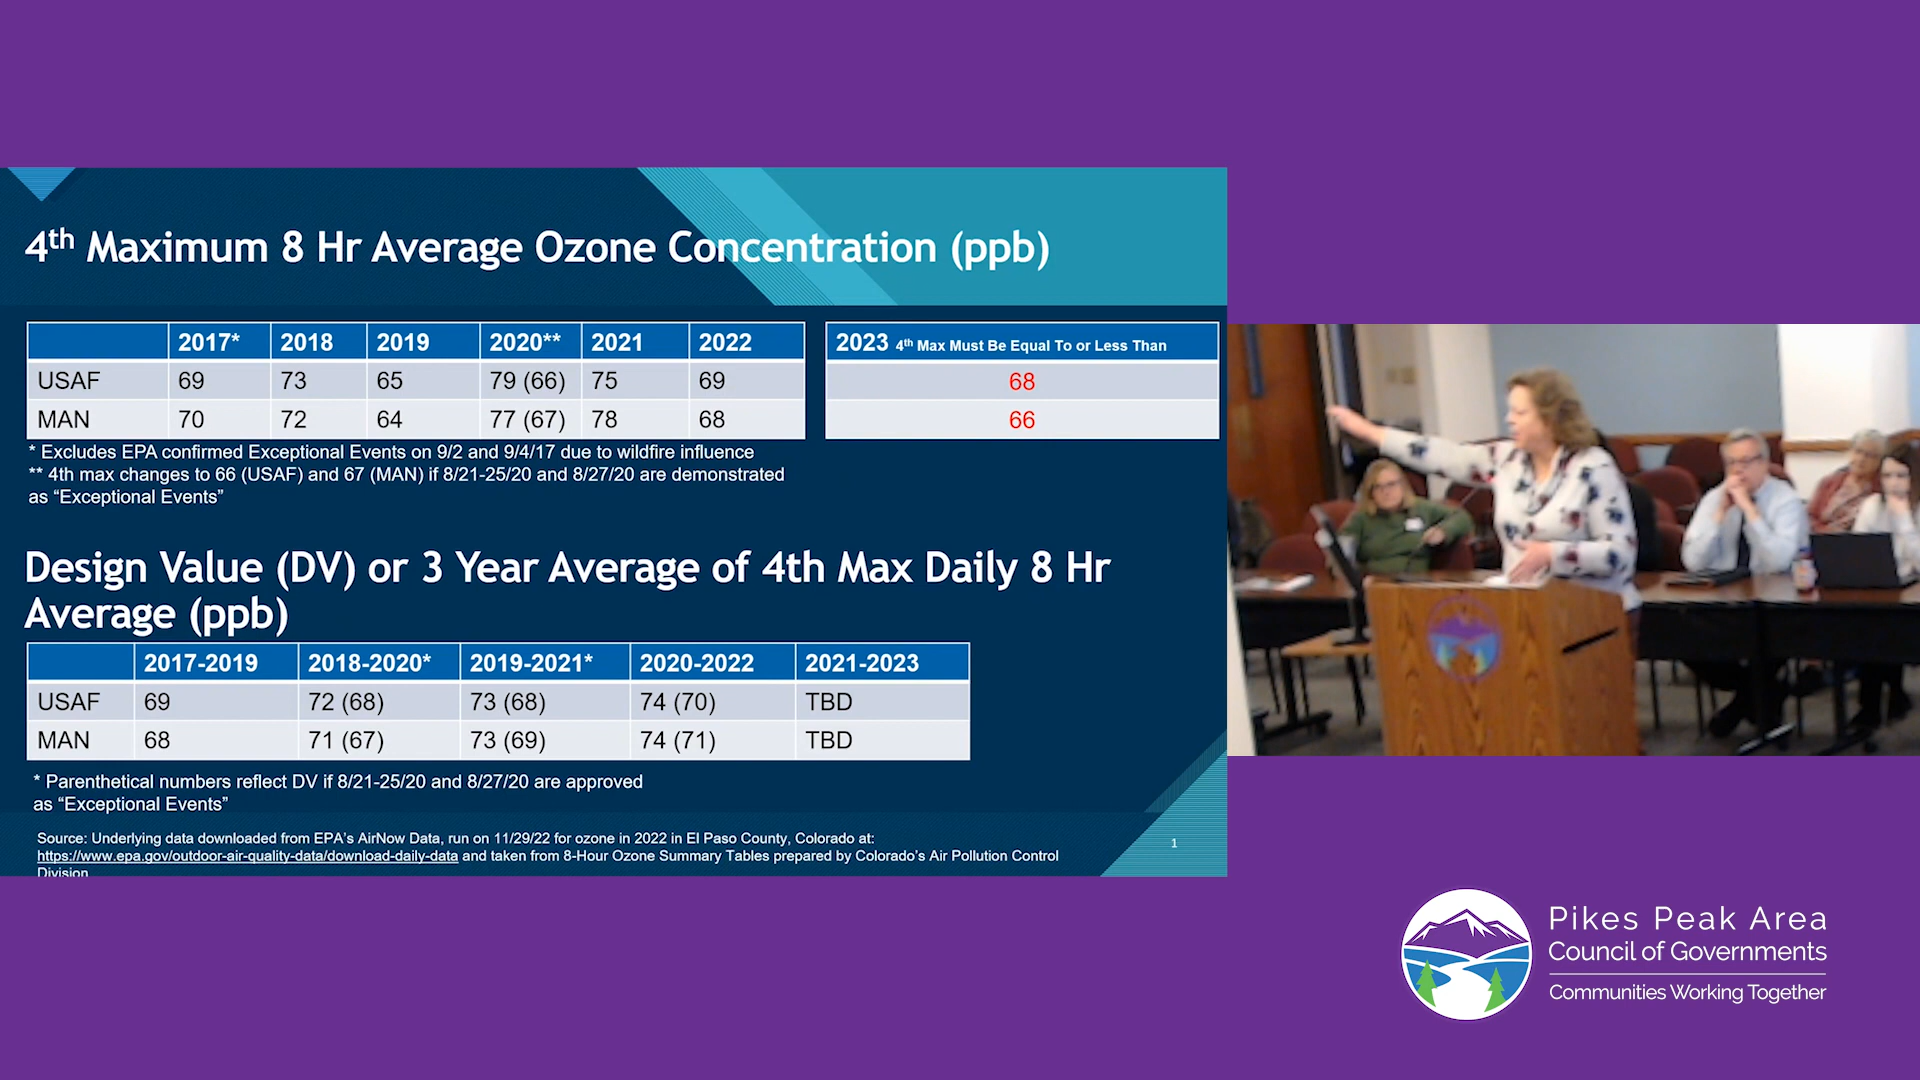 4th Maximum 8 Hr Average Ozone Concentration (ppb)
2017* 2018 2019 2020** 2021 2022
USAF 69 73 65 79 (66) 75 69
MAN 70 72 64 77 (67) 78 68
2023 4th Max Must Be Equal To or Less Than
68
66
* Excludes EPA confirmed Exceptional Events on 9/2 and 9/4/17 due to wildfire influence
** 4th max changes to 66 (USAF) and 67 (MAN) if 8/21-25/20 and 8/27/20 are demonstrated
as “Exceptional Events”
Design Value (DV) or 3 Year Average of 4th Max Daily 8 Hr
Average (ppb)
2017-2019 2018-2020* 2019-2021* 2020-2022 2021-2023
USAF 69 72 (68) 73 (68) 74 (70) TBD
MAN 68 71 (67) 73 (69) 74 (71) TBD
* Parenthetical numbers reflect DV if 8/21-25/20 and 8/27/20 are approved
as “Exceptional Events”
Source: Underlying data downloaded from EPA’s AirNow Data, run on 11/29/22 for ozone in 2022 in El Paso County, Colorado at:
https://www.epa.gov/outdoor-air-quality-data/download-daily-data and taken from 8-Hour Ozone Summary Tables prepared by Colorado’s Air Pollution Control
Division
1
Pikes Peak Area
Council of Governments
Communities Working Together